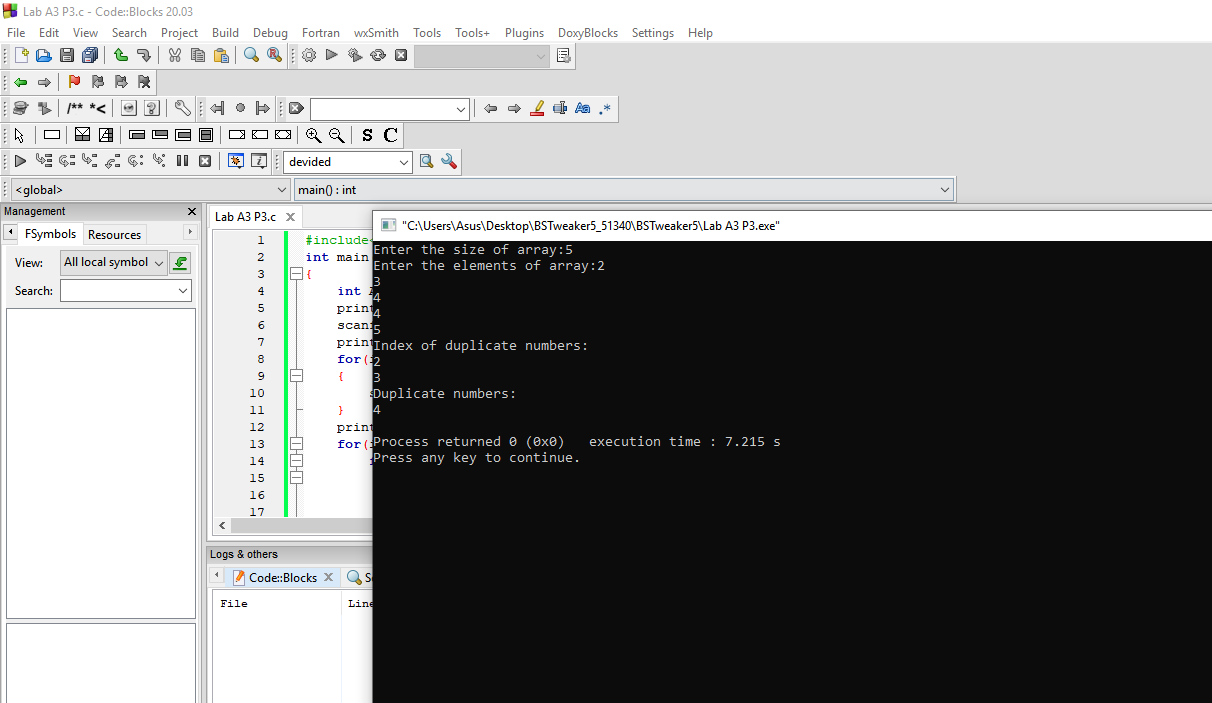 Lab A3 P3.c - Code::Blocks 20.03
File Edit View Search Project Build Debug Fortran wxSmith Tools Tools+ Plugins DoxyBlocks Settings Help
/** *<
Aa .*
S C
devided
<global> main() : int
Management
FSymbols Resources
View: All local symbol
Search:
Lab A3 P3.c
1 #include
2 int main
3 {
4 int
5 print
6 scan
7 print
8 for(
9 {
10
11 }
12 print
13 for(
14
15
16
17
Logs & others
Code::Blocks
File Line
"C:\Users\Asus\Desktop\BSTweaker5_51340\BSTweaker5\Lab A3 P3.exe"
Enter the size of array:5
Enter the elements of array:2
3
4
4
5
Index of duplicate numbers:
2
3
Duplicate numbers:
4
Process returned 0 (0x0) execution time : 7.215 s
Press any key to continue.